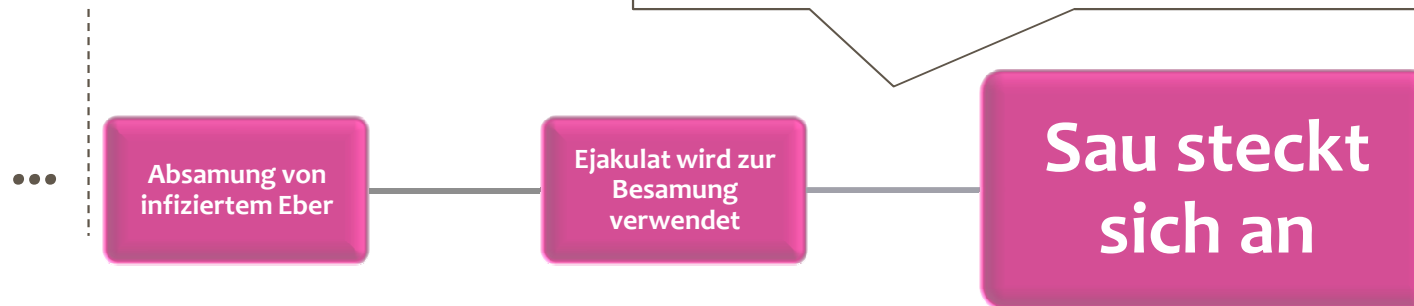 Absamung von
infiziertem Eber
Ejakulat wird zur
Besamung
verwendet
Sau steckt
sich an